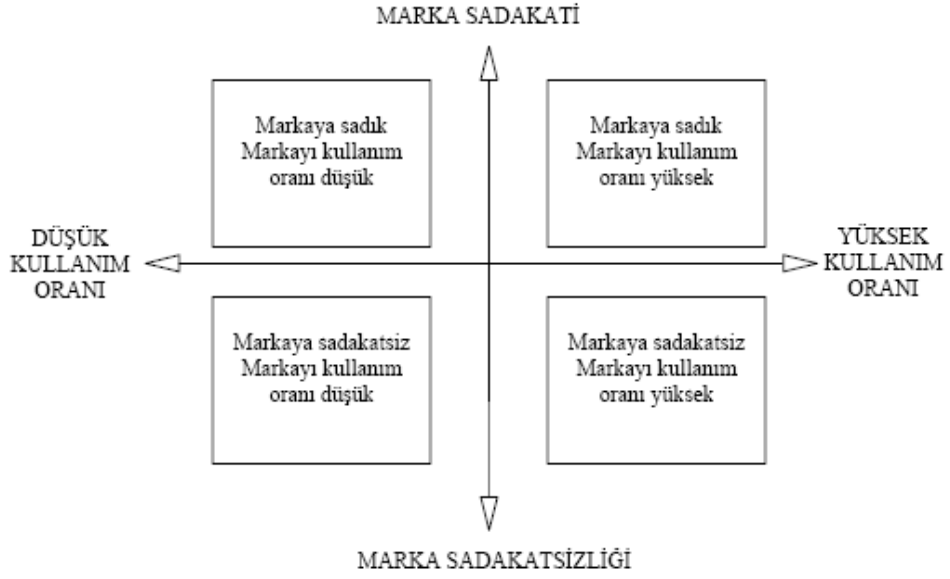 MARKA SADAKATİ
Markaya sadık
Markayı kullanım
oranı düşük
Markaya sadık
Markayı kullanım
oranı yüksek
DÜŞÜK
KULLANIM
ORANI
YÜKSEK
KULLANIM
ORANI
Markaya sadakatsiz
Markayı kullanım
oranı düşük
Markaya sadakatsiz
Markayı kullanım
oranı yüksek
MARKA SADAKATSİZLİĞİ